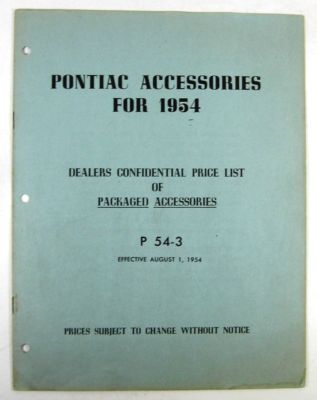 PONTIAC ACCESSORIES
FOR 1954
DEALERS CONFIDENTIAL PRICE LIST
OF
PACKAGED ACCESSORIES
P 54-3
EFFECTIVE AUGUST 1, 1954
PRICES SUBJECT TO CHANGE WITHOUT NOTICE